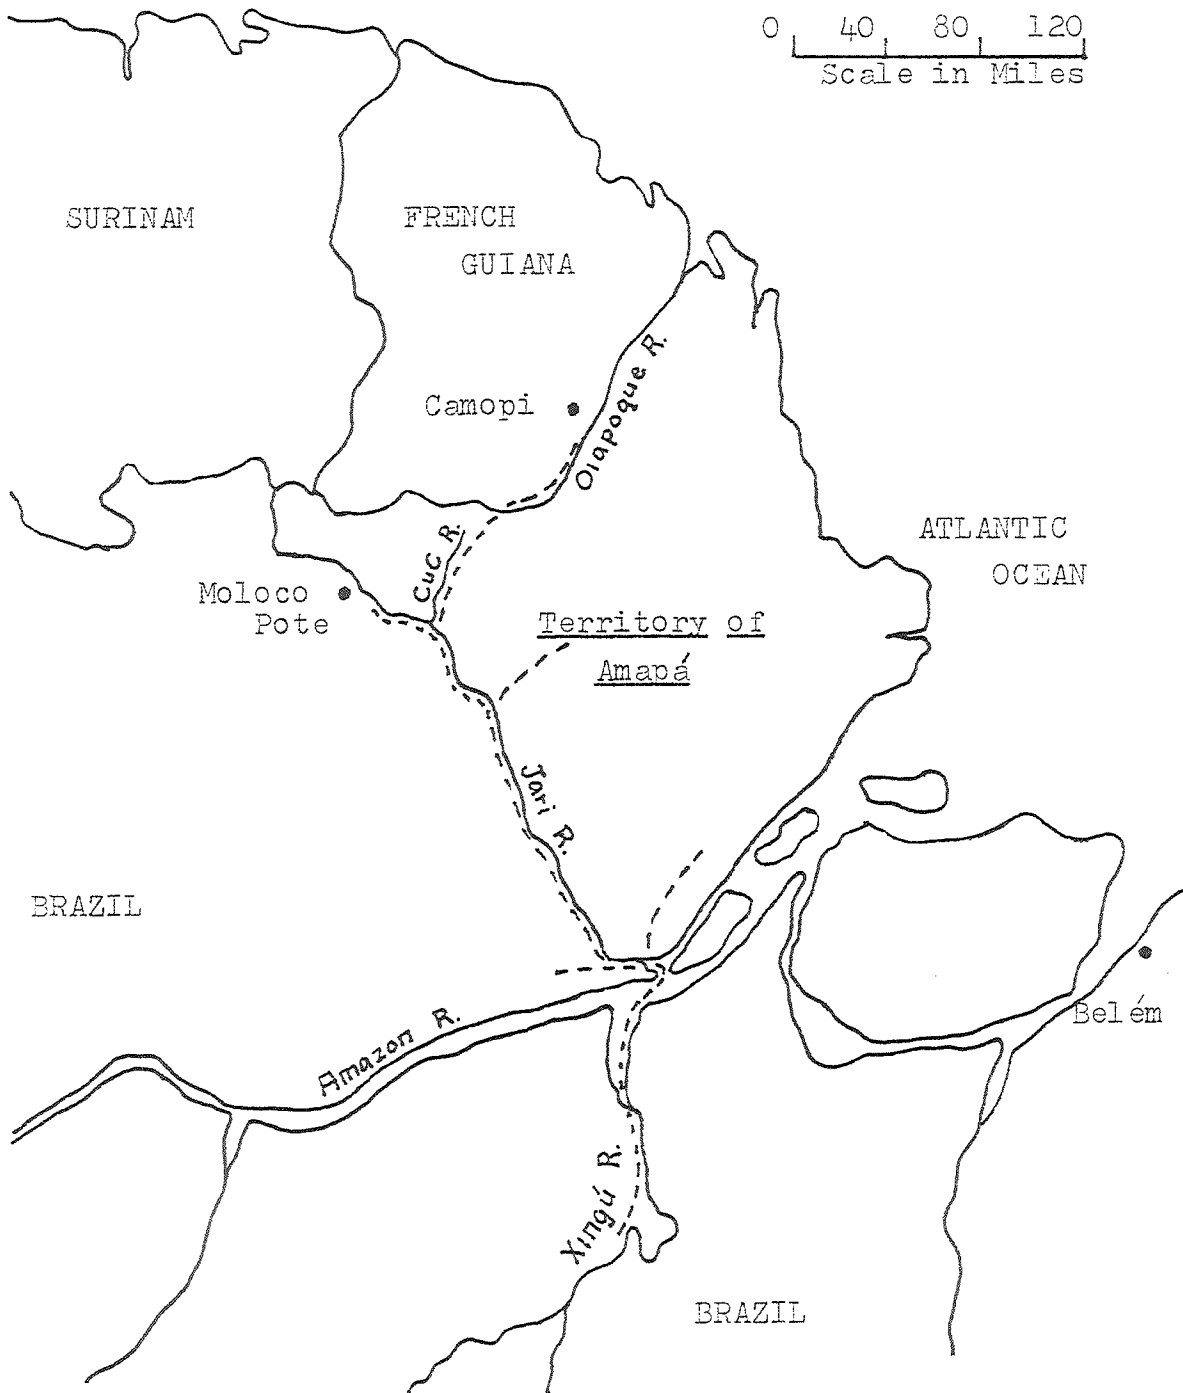 0 40 80 120
Scale in Miles
SURINAM
FRENCH
GUIANA
Camopi
Oiapoque R.
ATLANTIC
OCEAN
Cuc R.
Moloco
Pote
Territory of
Amapá
Jari R.
BRAZIL
Belém
Amazon R.
Xingú R.
BRAZIL